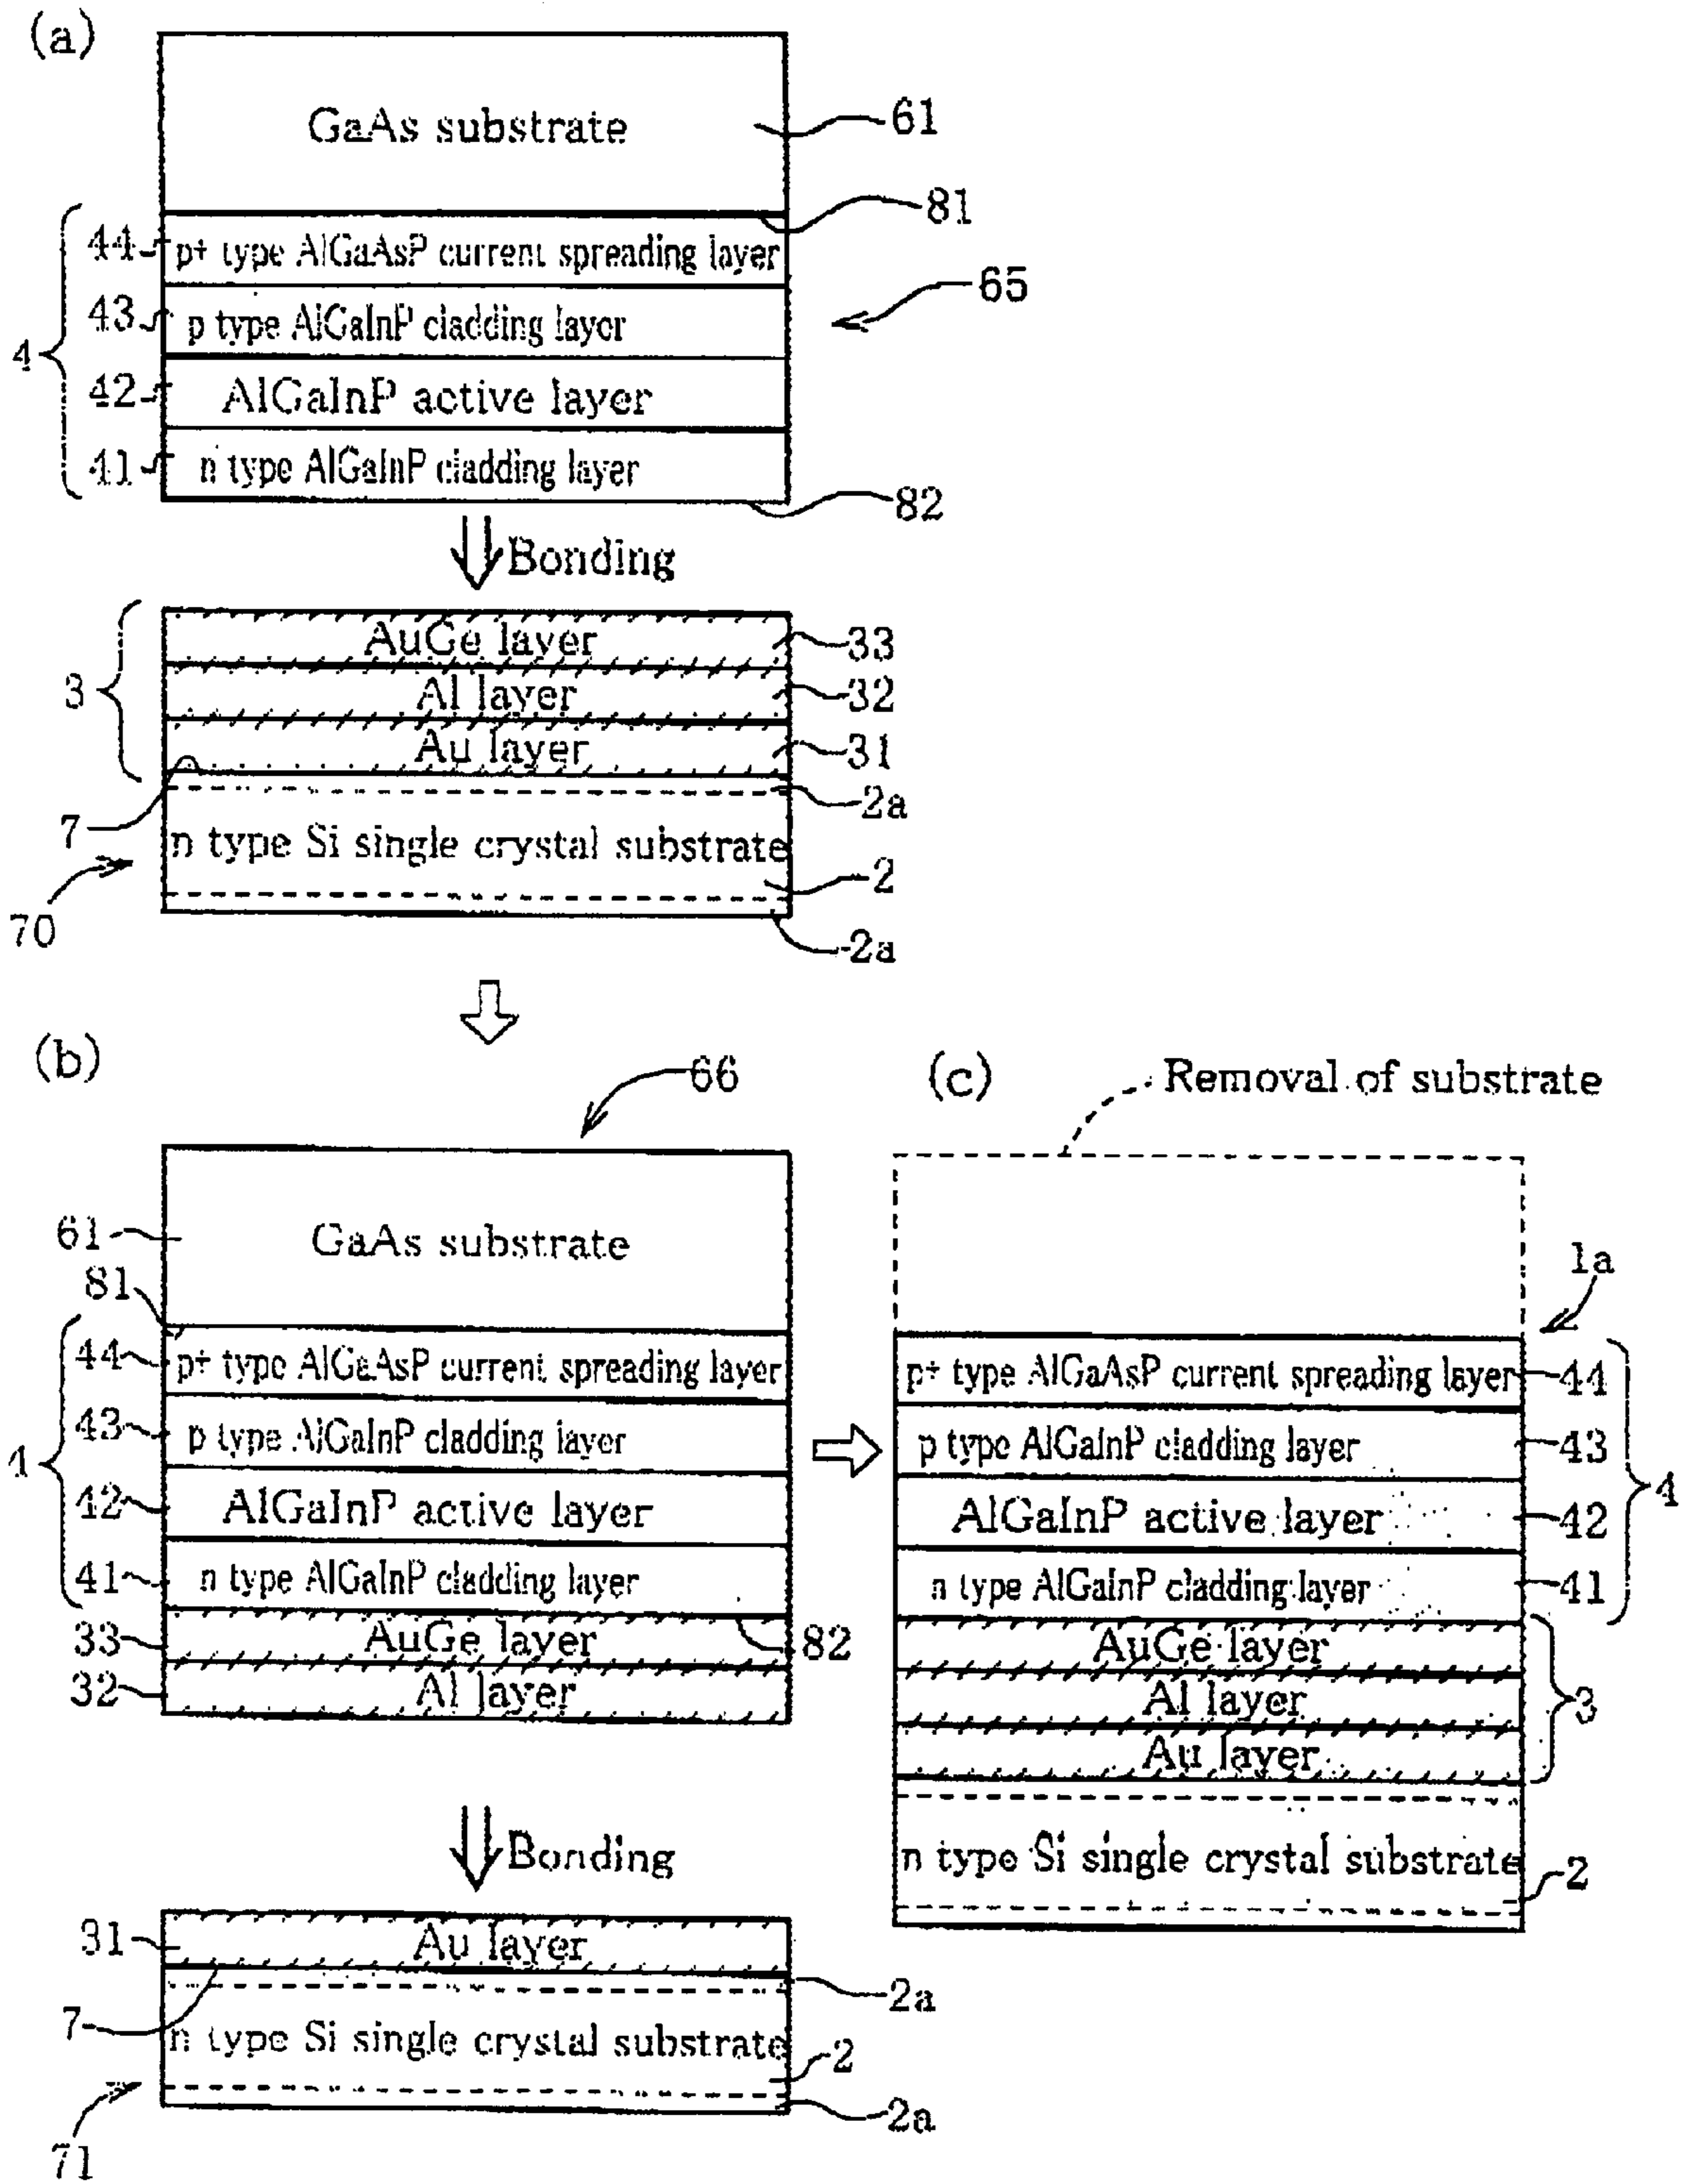 (a)
GaAs substrate
61
81
44
p+ type AlGaAsP current spreading layer
65
43
p type AlGaInP cladding layer
4
42
AlGaInP active layer
41
n type AlGaInP cladding layer
82
Bonding
AuGe layer
33
3
Al layer
32
Au layer
31
2a
7
n type Si single crystal substrate
2
70
2a
(b)
66
(c)
Removal of substrate
61
GaAs substrate
1a
81
44
p+ type AlGaAsP current spreading layer
p+ type AlGaAsP current spreading layer
44
43
p type AlGaInP cladding layer
p type AlGaInP cladding layer
43
4
4
42
AlGaInP active layer
AlGaInP active layer
42
41
n type AlGaInP cladding layer
n type AlGaInP cladding layer
41
33
AuGe layer
82
AuGe layer
32
Al layer
Al layer
3
Au layer
Bonding
n type Si single crystal substrate
2
31
Au layer
2a
7
n type Si single crystal substrate
2
2a
71